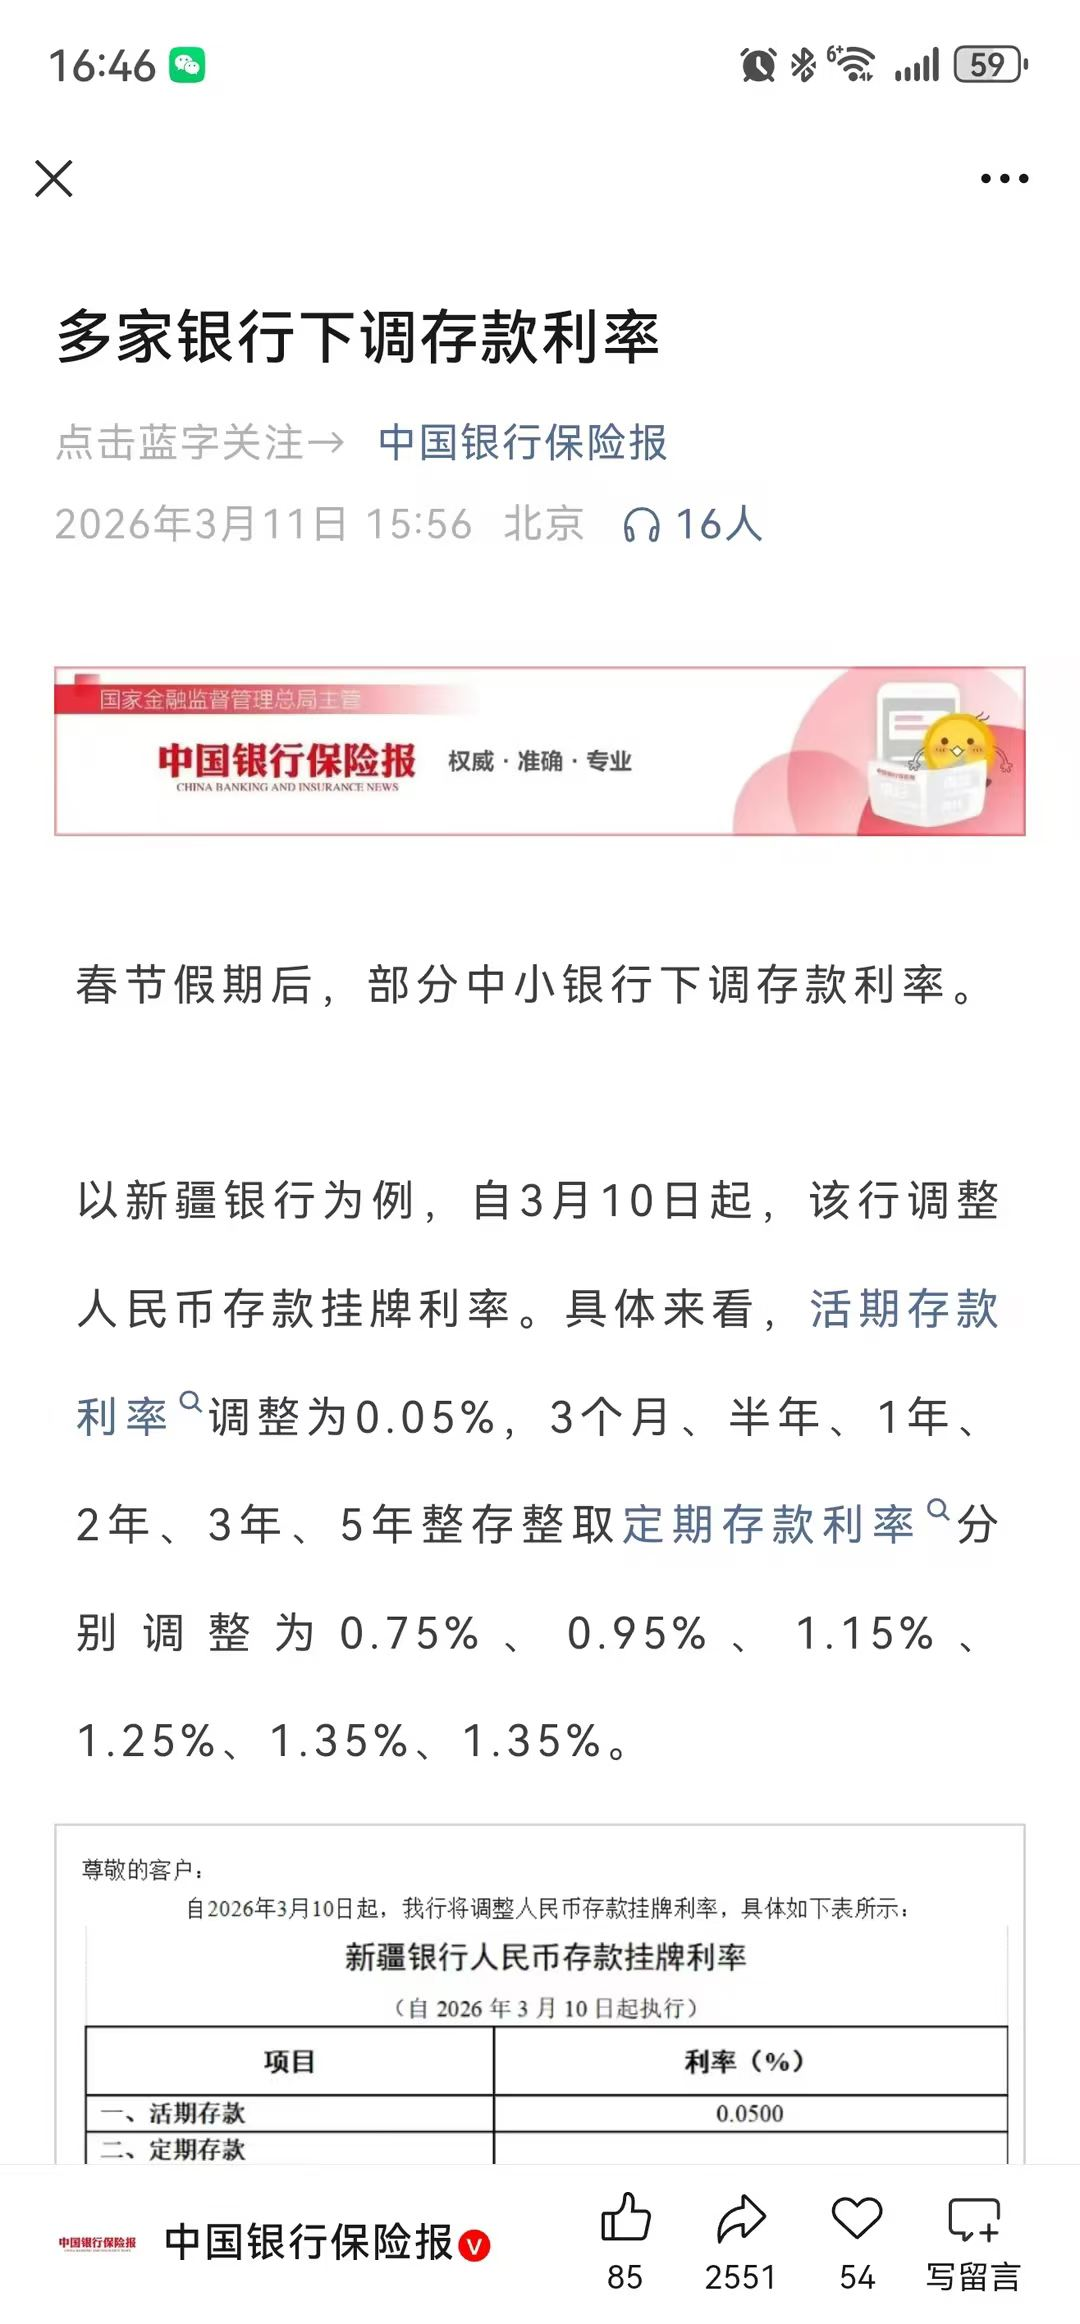 16:46
6+
59
多家银行下调存款利率
点击蓝字关注→ 中国银行保险报
2026年3月11日 15:56 北京 16人
国家金融监督管理总局主管
中国银行保险报 权威·准确·专业
CHINA BANKING AND INSURANCE NEWS
春节假期后，部分中小银行下调存款利率。
以新疆银行为例，自3月10日起，该行调整
人民币存款挂牌利率。具体来看，活期存款
利率调整为0.05%，3个月、半年、1年、
2年、3年、5年整存整取定期存款利率分
别调整为0.75%、0.95%、1.15%、
1.25%、1.35%、1.35%。
尊敬的客户：
自2026年3月10日起，我行将调整人民币存款挂牌利率，具体如下表所示：
新疆银行人民币存款挂牌利率
（自 2026 年 3 月 10 日起执行）
项目 利率（%）
一、活期存款 0.0500
二、定期存款
中国银行保险报 中国银行保险报 V
85 2551 54 写留言